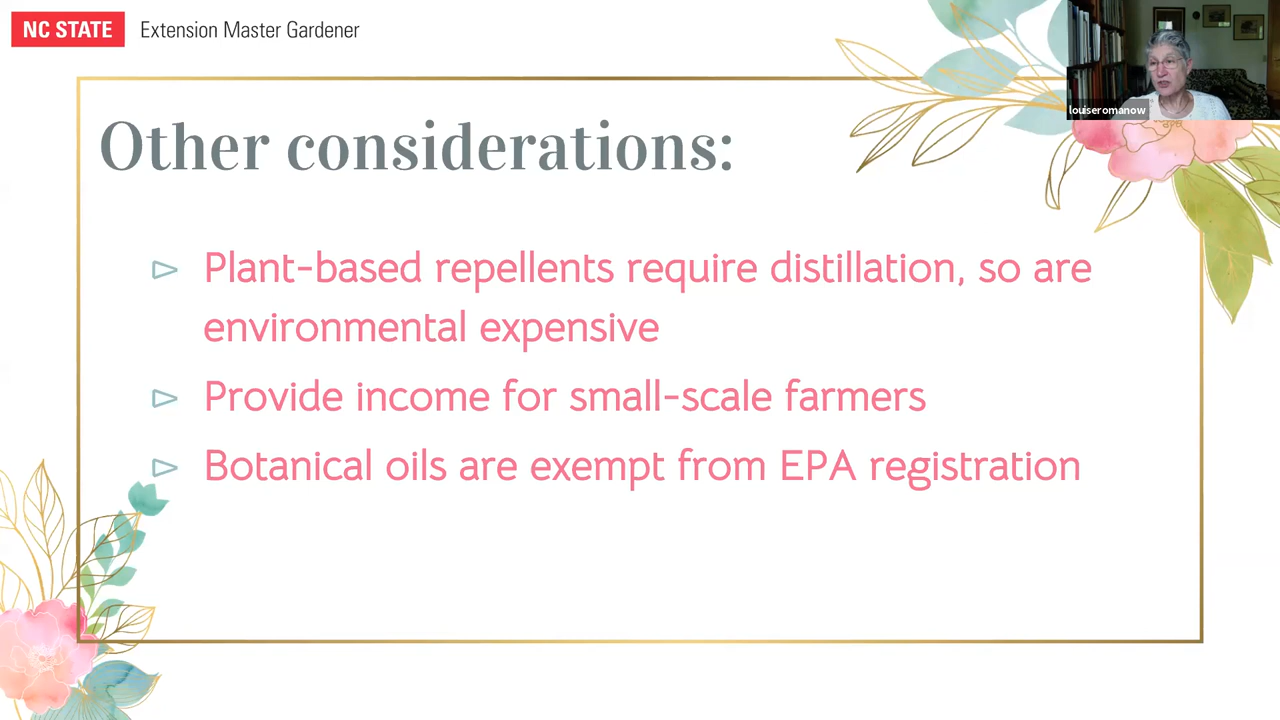 NC STATE Extension Master Gardener
louiseromanow
Other considerations:
Plant-based repellents require distillation, so are
environmental expensive
Provide income for small-scale farmers
Botanical oils are exempt from EPA registration